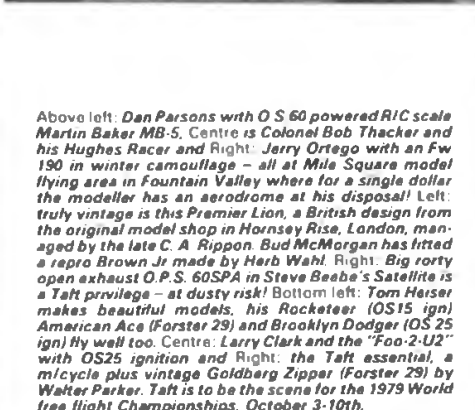 Above left: Dan Parsons with O S 60 powered R/C scale
Martin Baker MB-5. Centre is Colonel Bob Thacker and
his Hughes Racer and Right: Jerry Ortego with an Fw
190 in winter camouflage – all at Mile Square model
flying area in Fountain Valley where for a single dollar
the modeller has an aerodrome at his disposal! Left:
truly vintage is this Premier Lion, a British design from
the original model shop in Hornsey Rise, London, man-
aged by the late C. A. Rippon. Bud McMorgan has fitted
a repro Brown Jr made by Herb Wahl. Right: Big rorty
open exhaust O.P.S. 60SPA in Steve Beebe's Satellite is
a Taft privilege – at dusty risk! Bottom left: Tom Heiser
makes beautiful models, his Rocketeer (OS15 ign)
American Ace (Forster 29) and Brooklyn Dodger (OS 25
ign) fly well too. Centre: Larry Clark and the "Foo-2-U2"
with OS25 ignition and Right: the Taft essential, a
m/cycle plus vintage Goldberg Zipper (Forster 29) by
Walter Parker. Taft is to be the scene for the 1979 World
free flight Championships, October 3-10th.